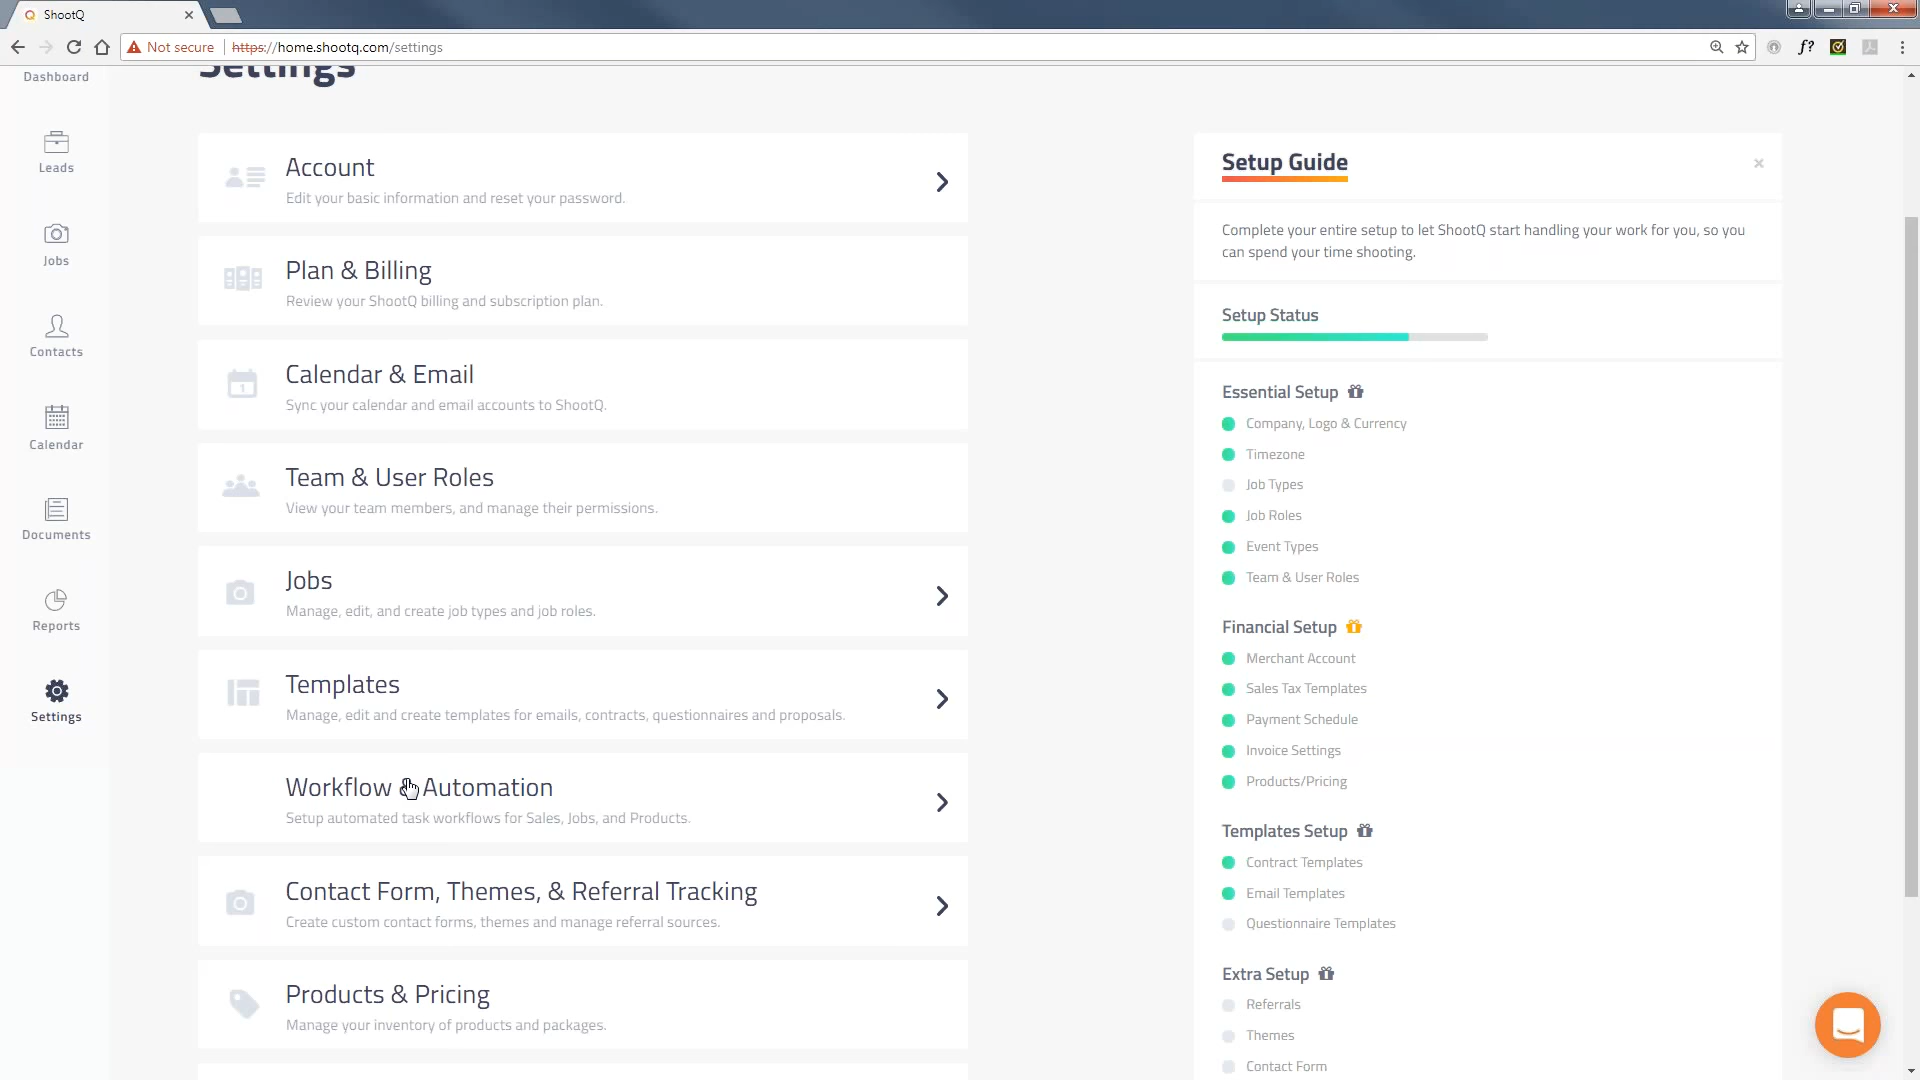 ShootQ
Not secure
https://home.shootq.com/settings
Settings
Dashboard
Leads
Jobs
Contacts
Calendar
Documents
Reports
Settings
Account
Edit your basic information and reset your password.
Plan & Billing
Review your ShootQ billing and subscription plan.
1
Calendar & Email
Sync your calendar and email accounts to ShootQ.
Team & User Roles
View your team members, and manage their permissions.
Jobs
Manage, edit, and create job types and job roles.
Templates
Manage, edit and create templates for emails, contracts, questionnaires and proposals.
Workflow & Automation
Setup automated task workflows for Sales, Jobs, and Products.
Contact Form, Themes, & Referral Tracking
Create custom contact forms, themes and manage referral sources.
Products & Pricing
Manage your inventory of products and packages.
Setup Guide
Complete your entire setup to let ShootQ start handling your work for you, so you
can spend your time shooting.
Setup Status
Essential Setup
Company, Logo & Currency
Timezone
Job Types
Job Roles
Event Types
Team & User Roles
Financial Setup
Merchant Account
Sales Tax Templates
Payment Schedule
Invoice Settings
Products/Pricing
Templates Setup
Contract Templates
Email Templates
Questionnaire Templates
Extra Setup
Referrals
Themes
Contact Form
f?